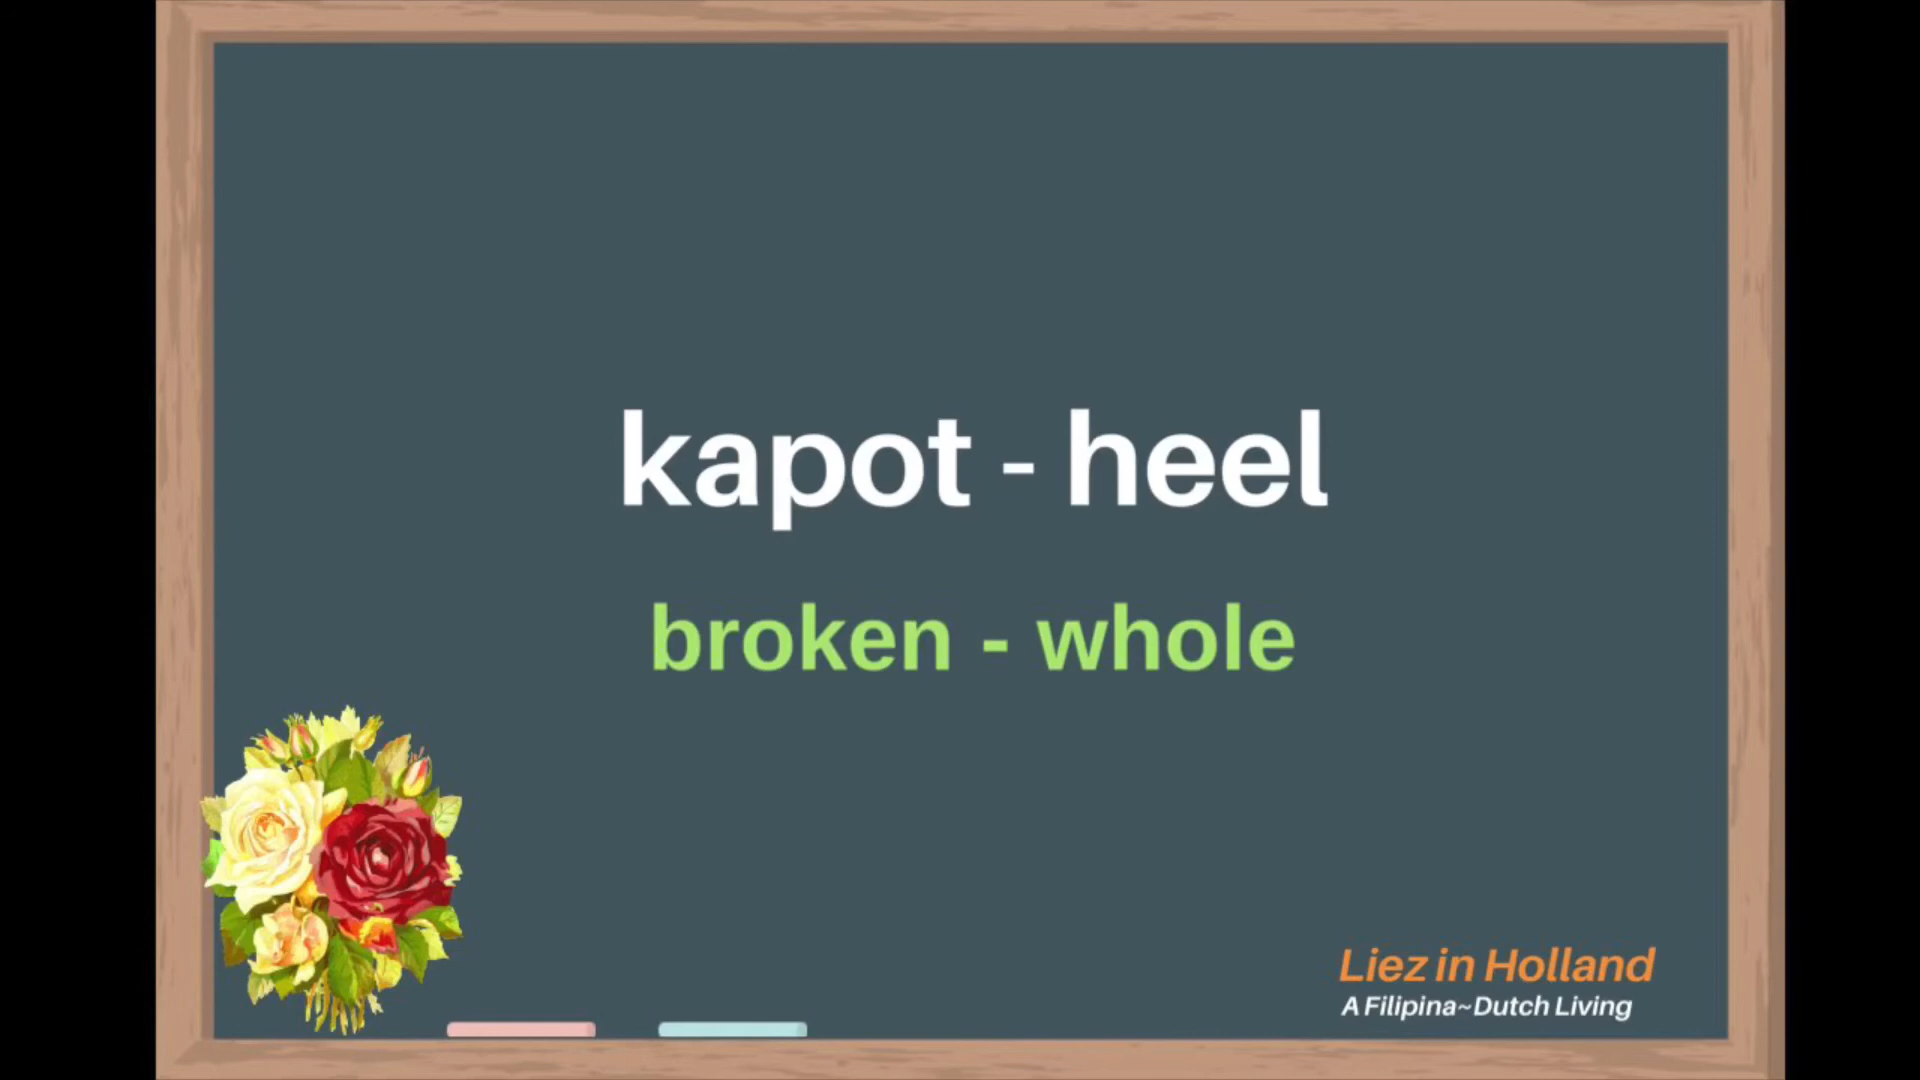 kapot - heel
broken - whole
Liez in Holland
A Filipina~Dutch Living